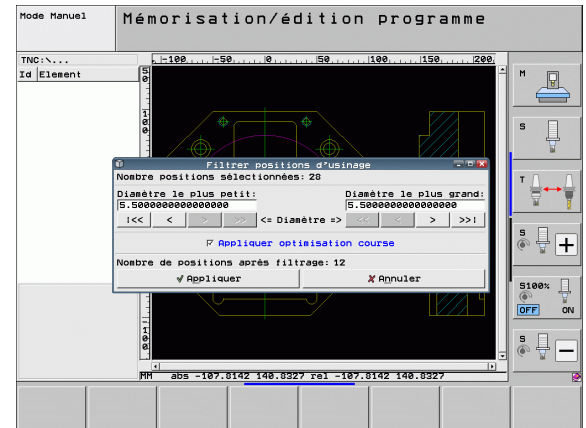 Mode Manuel
Mémorisation/édition programme
TNC:\...
Id Element
-100 -50 0 50 100 150 200
Filtrer positions d'usinage
Nombre positions sélectionnées: 28
Diamètre le plus petit: Diamètre le plus grand:
5.5000000000000000 5.5000000000000000
|<< < > >> <= Diamètre => << < > >>|
Appliquer optimisation course
Nombre de positions après filtrage: 12
Appliquer Annuler
MM abs -107.8142 140.8327 rel -107.8142 140.8327
M
S
T
S
S100%
OFF ON
S